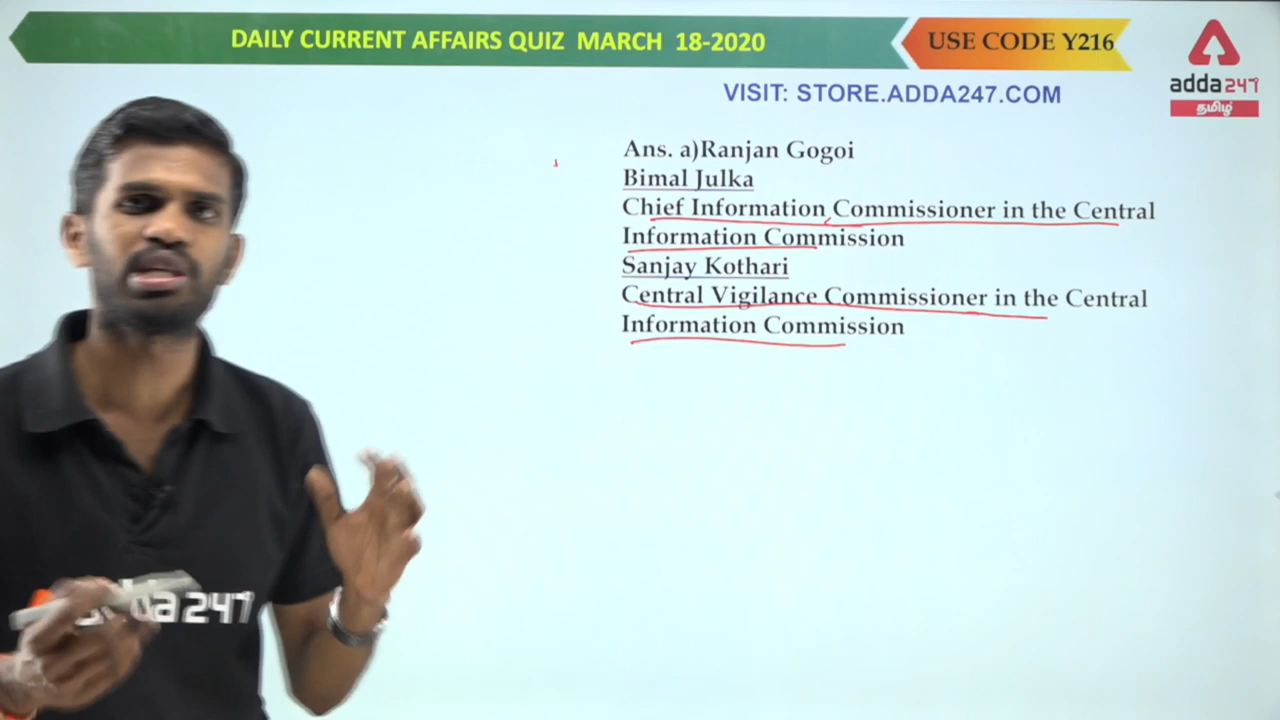 DAILY CURRENT AFFAIRS QUIZ MARCH 18-2020
USE CODE Y216
adda247
தமிழ்
VISIT: STORE.ADDA247.COM
Ans. a)Ranjan Gogoi
Bimal Julka
Chief Information Commissioner in the Central
Information Commission
Sanjay Kothari
Central Vigilance Commissioner in the Central
Information Commission
adda247